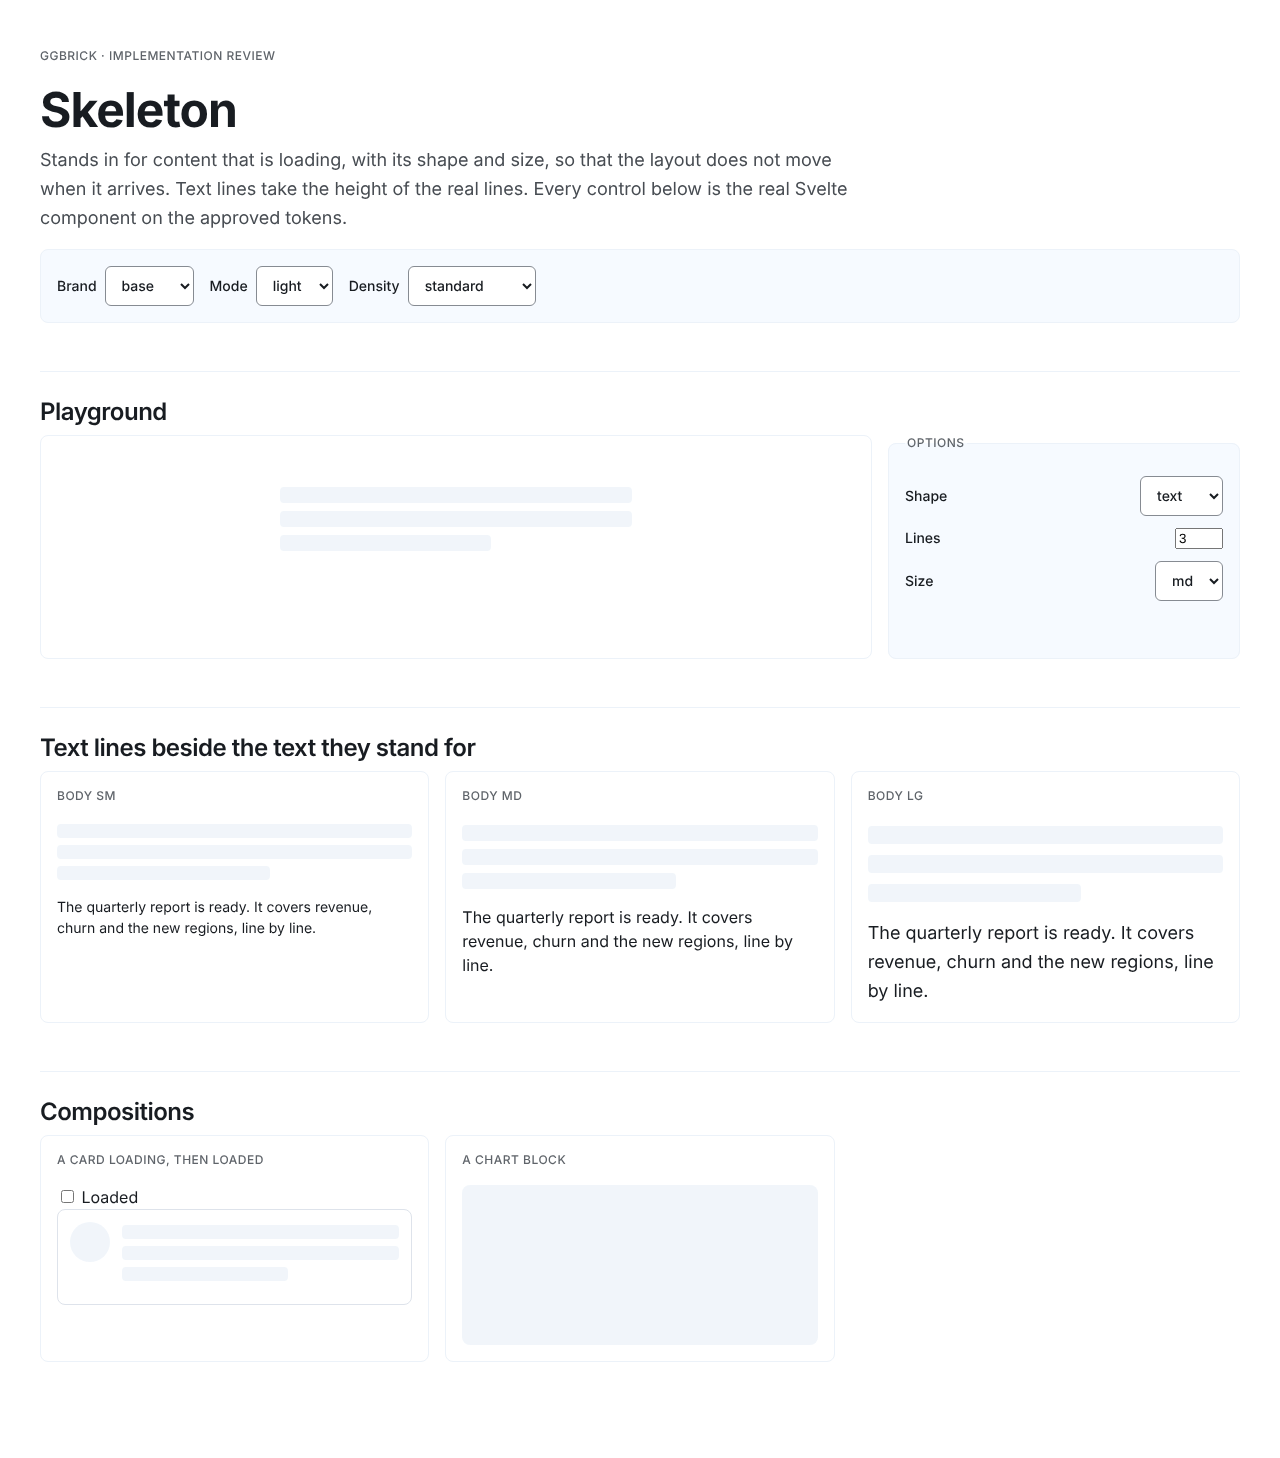 GGBRICK · IMPLEMENTATION REVIEW
Skeleton
Stands in for content that is loading, with its shape and size, so that the layout does not move
when it arrives. Text lines take the height of the real lines. Every control below is the real Svelte
component on the approved tokens.
Brand base Mode light Density standard
Playground
OPTIONS
Shape text
Lines 3
Size md
Text lines beside the text they stand for
BODY SM
The quarterly report is ready. It covers revenue,
churn and the new regions, line by line.
BODY MD
The quarterly report is ready. It covers
revenue, churn and the new regions, line by
line.
BODY LG
The quarterly report is ready. It covers
revenue, churn and the new regions, line
by line.
Compositions
A CARD LOADING, THEN LOADED
Loaded
A CHART BLOCK